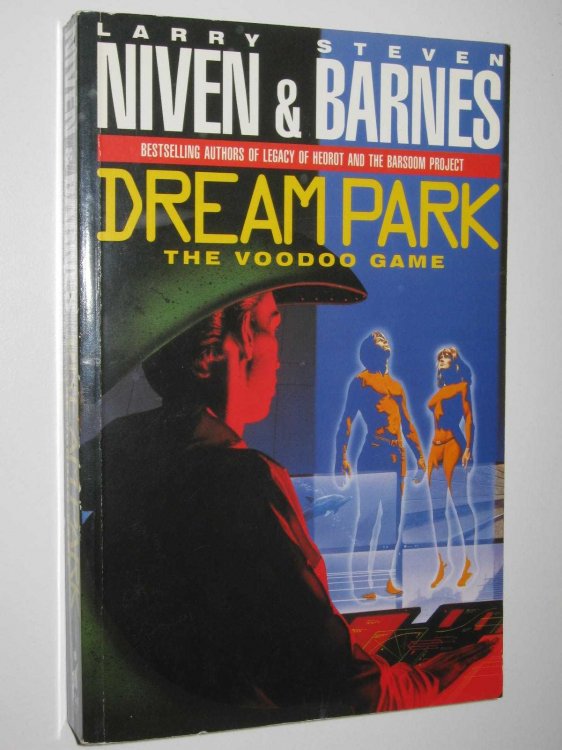 LARRY STEVEN
NIVEN & BARNES
BESTSELLING AUTHORS OF LEGACY OF HEOROT AND THE BARSOOM PROJECT
DREAM PARK
THE VOODOO GAME